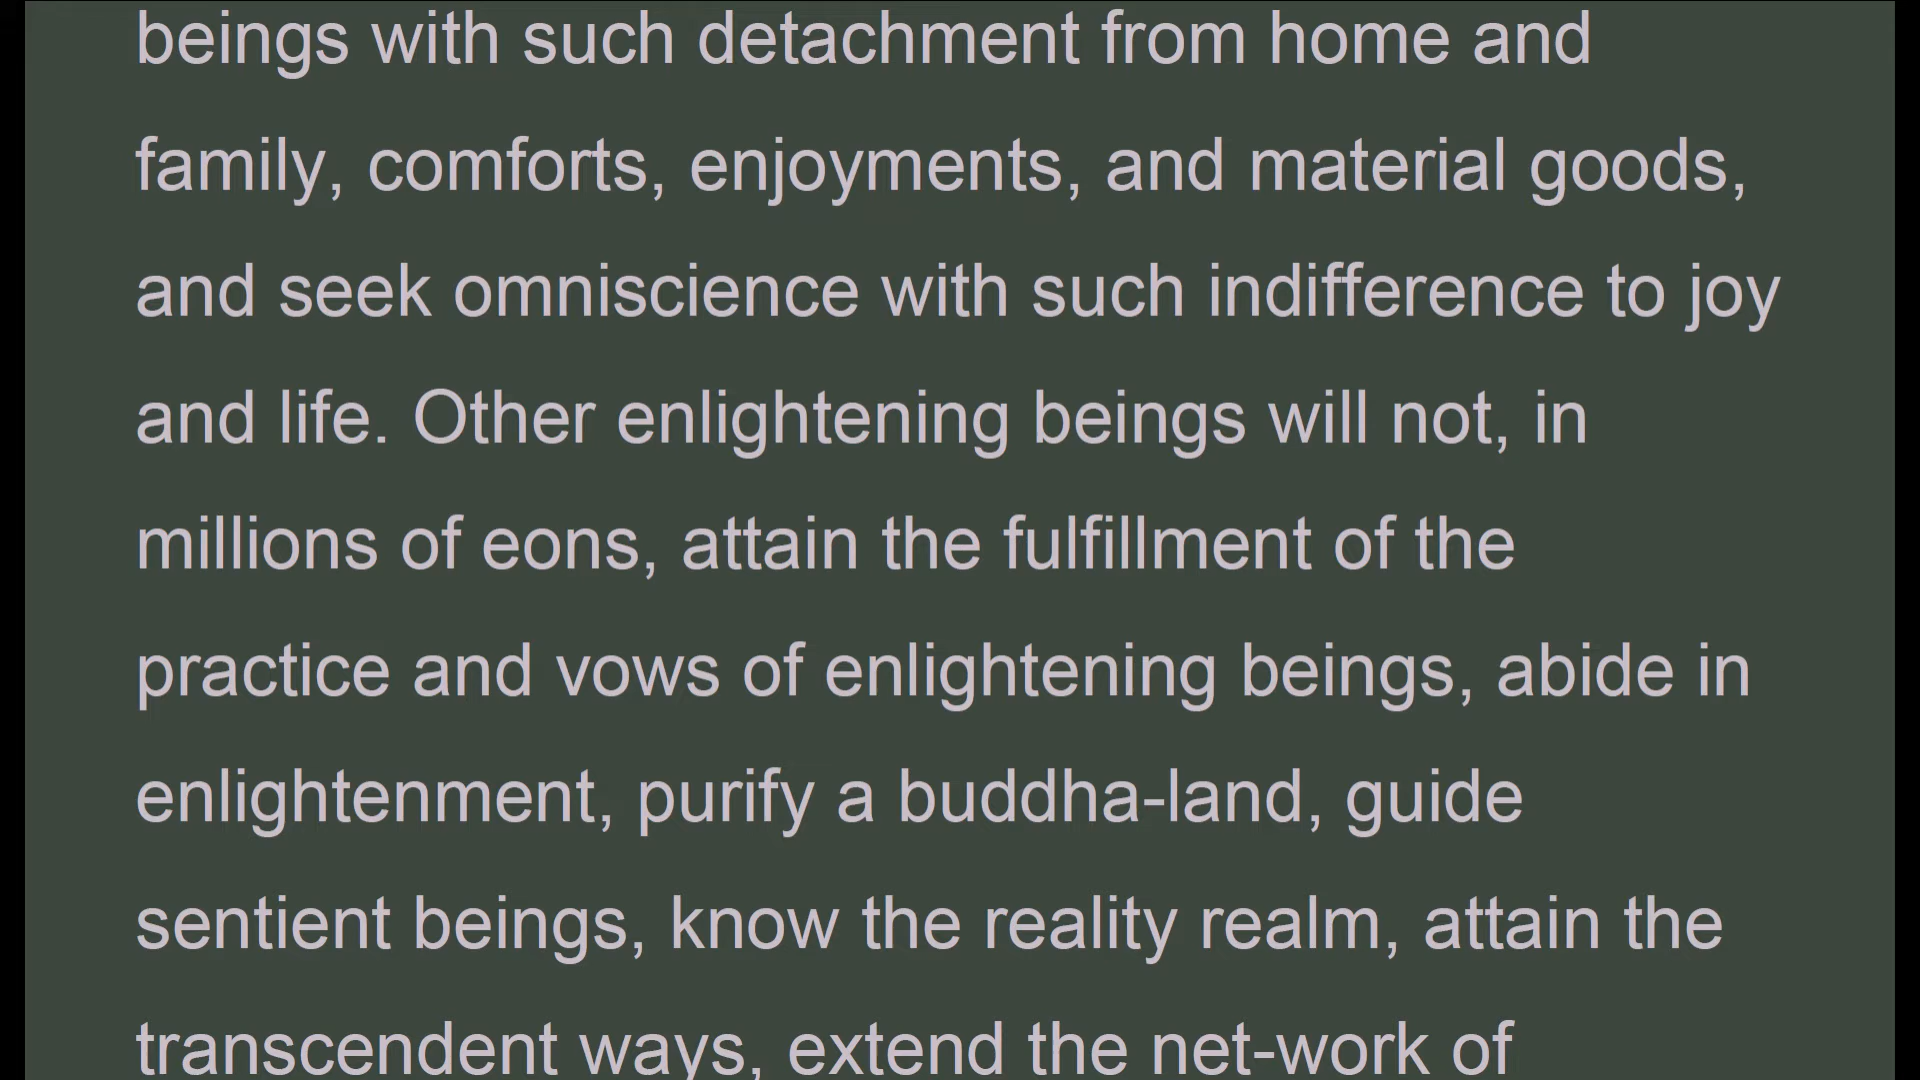 beings with such detachment from home and
family, comforts, enjoyments, and material goods,
and seek omniscience with such indifference to joy
and life. Other enlightening beings will not, in
millions of eons, attain the fulfillment of the
practice and vows of enlightening beings, abide in
enlightenment, purify a buddha-land, guide
sentient beings, know the reality realm, attain the
transcendent ways, extend the net-work of